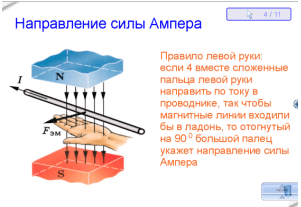 4 / 11
Направление силы Ампера
Правило левой руки:
если 4 вместе сложенные
пальца левой руки
направить по току в
проводнике, так чтобы
магнитные линии входили
бы в ладонь, то отогнутый
на 90 0 большой палец
укажет направление силы
Ампера
N
I
Fэм
S